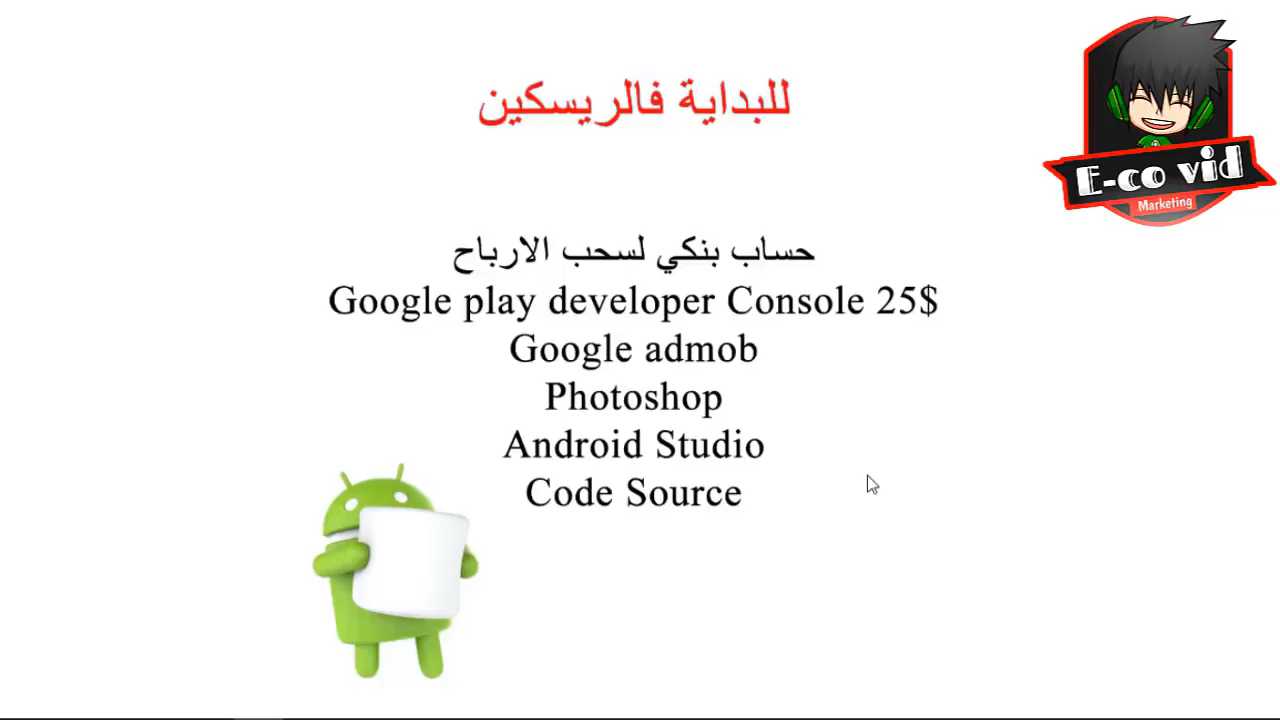 للبداية فالريسكين
E-co vid
Marketing
حساب بنكي لسحب الارباح
Google play developer Console 25$
Google admob
Photoshop
Android Studio
Code Source